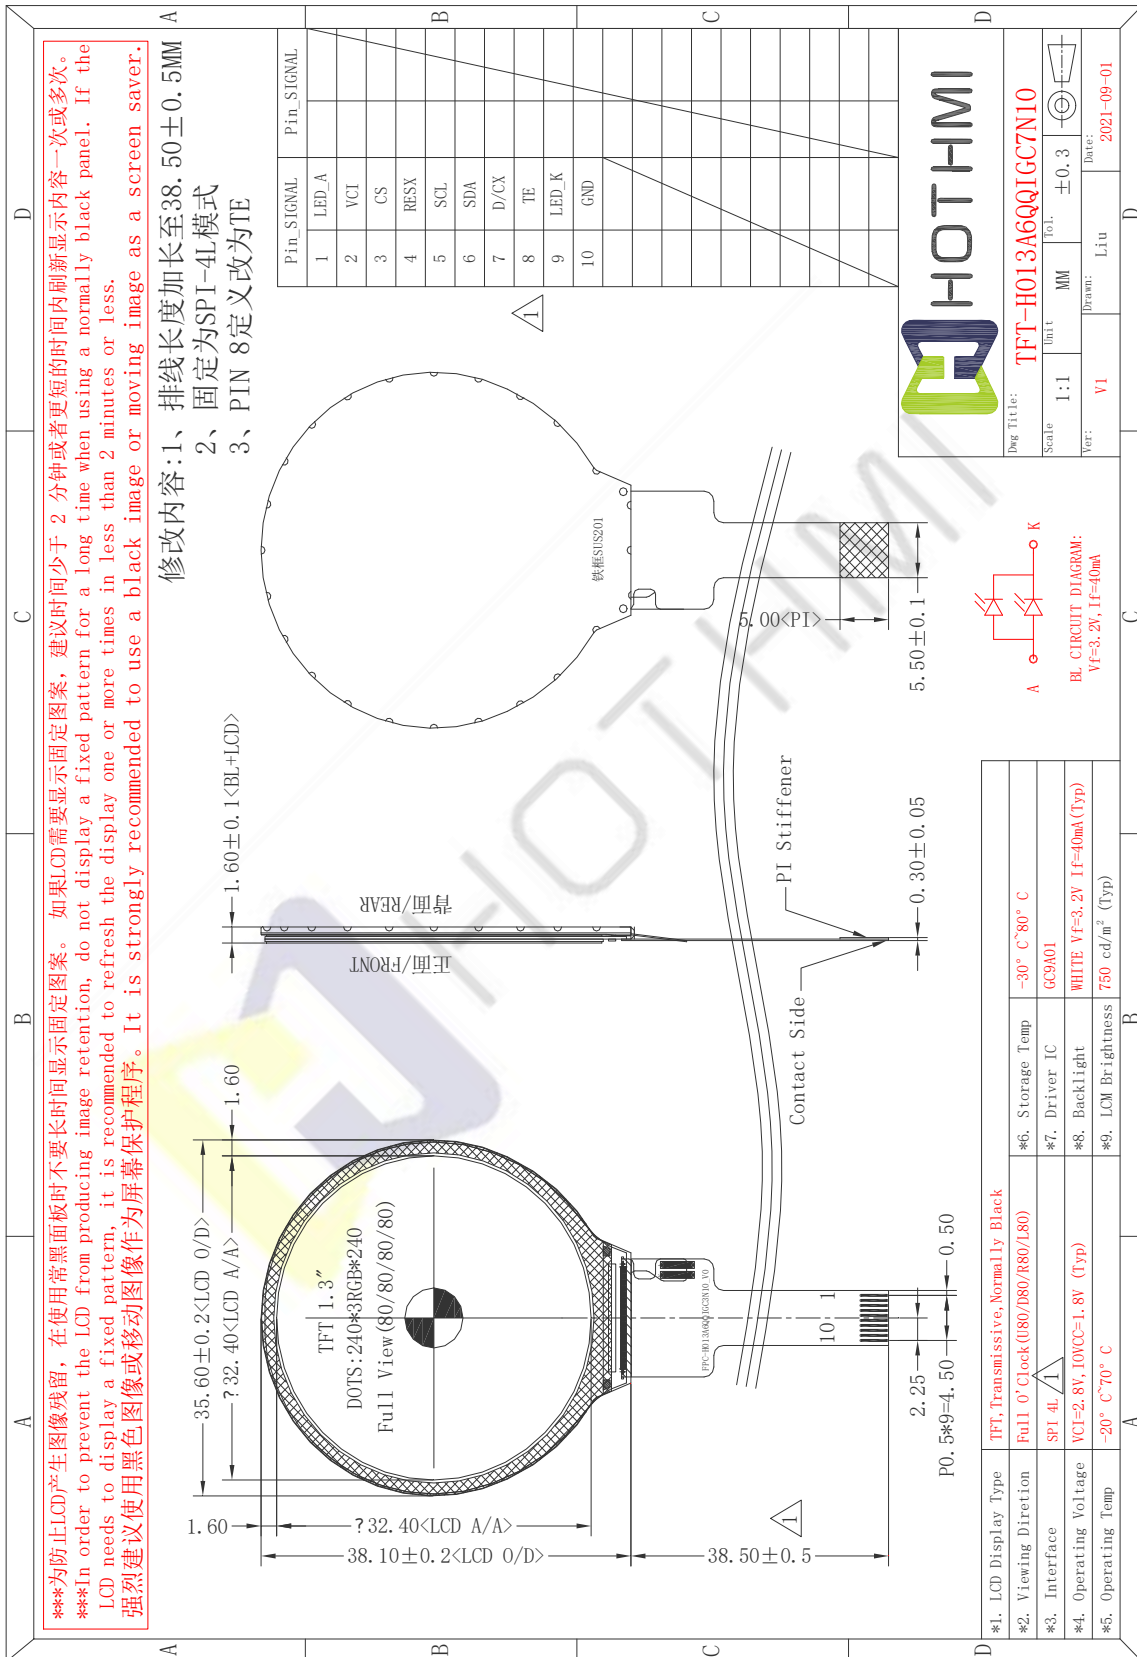 ***为防止LCD产生图像残留，在使用常黑面板时不要长时间显示固定图案。 如果LCD需要显示固定图案，建议时间少于 2 分钟或者更短的时间内刷新显示内容一次或多次。
***In order to prevent the LCD from producing image retention, do not display a fixed pattern for a long time when using a normally black panel. If the
LCD needs to display a fixed pattern, it is recommended to refresh the display one or more times in less than 2 minutes or less.
强烈建议使用黑色图像或移动图像作为屏幕保护程序。It is strongly recommended to use a black image or moving image as a screen saver.
修改内容:1、排线长度加长至38.50±0.5MM
2、固定为SPI-4L模式
3、PIN 8定义改为TE
A
B
C
D
A
B
C
D
A
B
C
D
A
B
C
D
35.60±0.2<LCD O/D>
?32.40<LCD A/A>
1.60
1.60
?32.40<LCD A/A>
38.10±0.2<LCD O/D>
38.50±0.5
TFT 1.3"
DOTS:240*3RGB*240
Full View(80/80/80/80)
FPC-H013A6QQIGC3N10_V0
10
1
2.25
0.50
P0.5*9=4.50
1
1.60±0.1<BL+LCD>
正面/FRONT
背面/REAR
Contact Side
PI Stiffener
0.30±0.05
铁框SUS201
5.00<PI>
5.50±0.1
1
Pin_SIGNAL Pin_SIGNAL
1 LED_A
2 VCI
3 CS
4 RESX
5 SCL
6 SDA
7 D/CX
8 TE
9 LED_K
10 GND
A
K
BL CIRCUIT DIAGRAM:
Vf=3.2V, If=40mA
*1. LCD Display Type TFT, Transmissive, Normally Black
*2. Viewing Diretion Full O'Clock(U80/D80/R80/L80) *6. Storage Temp -30° C~80° C
*3. Interface SPI 4L 1 *7. Driver IC GC9A01
*4. Operating Voltage VCI=2.8V, IOVCC=1.8V (Typ) *8. Backlight WHITE Vf=3.2V If=40mA(Typ)
*5. Operating Temp -20° C~70° C *9. LCM Brightness 750 cd/m² (Typ)
HOTHMI
Dwg Title: TFT-H013A6QQIGC7N10
Scale 1:1 Unit MM Tol. ±0.3
Ver: V1 Drawn: Liu Date: 2021-09-01
HOTHMI